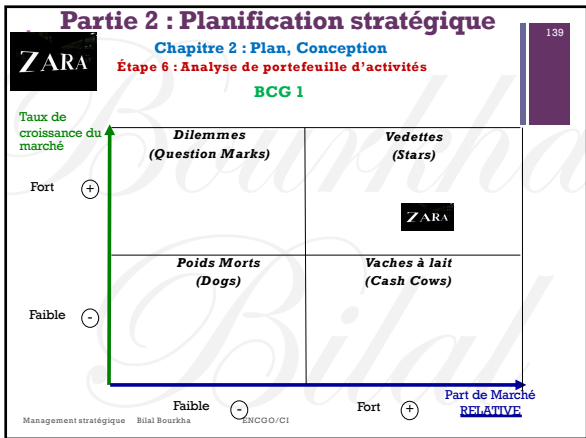 Partie 2 : Planification stratégique
139
ZARA
Chapitre 2 : Plan, Conception
Étape 6 : Analyse de portefeuille d'activités
BCG 1
Taux de
croissance du
marché
Dilemmes
(Question Marks)
Vedettes
(Stars)
Fort +
ZARA
Poids Morts
(Dogs)
Vaches à lait
(Cash Cows)
Faible -
Part de Marché
RELATIVE
Faible - Fort +
Management stratégique Bilal Bourkha ENCGO/CI
Bourkha
Bilal